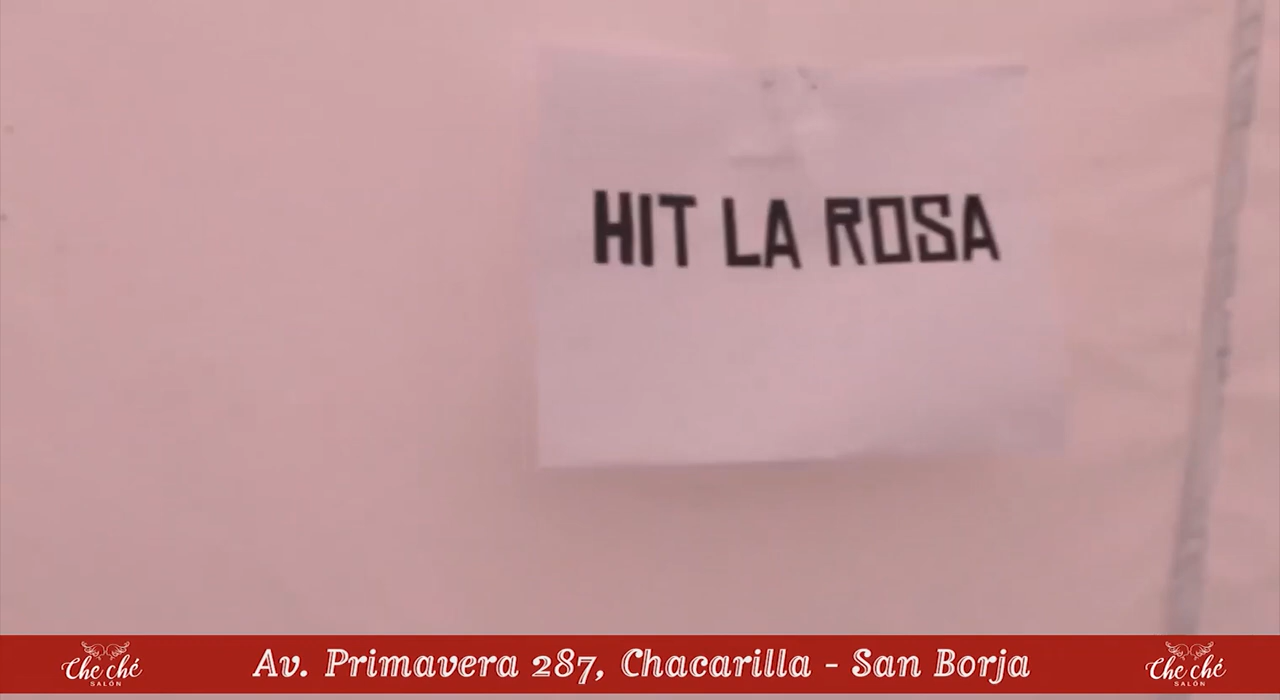 HIT LA ROSA
Che ché
SALÓN
Av. Primavera 287, Chacarilla - San Borja
Che ché
SALÓN